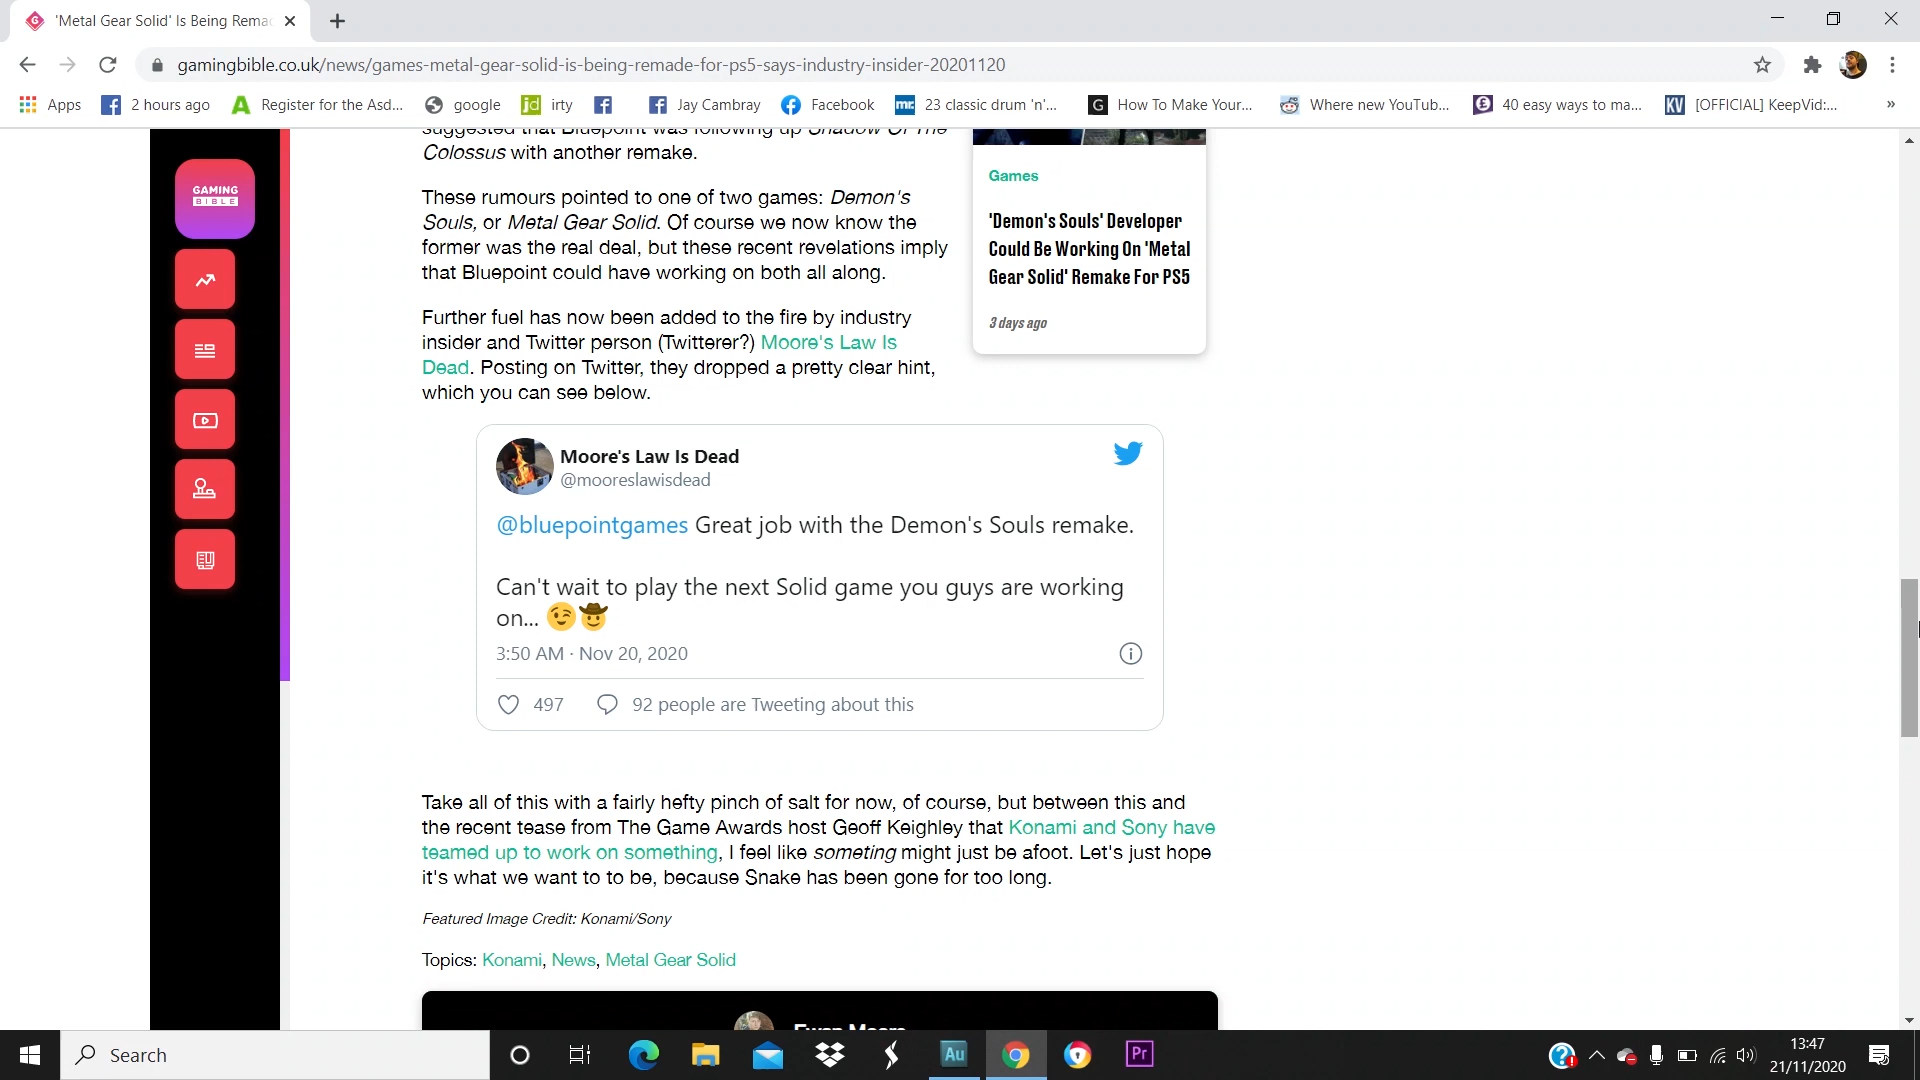 'Metal Gear Solid' Is Being Rema
gamingbible.co.uk/news/games-metal-gear-solid-is-being-remade-for-ps5-says-industry-insider-20201120
Apps 2 hours ago Register for the Asd... google irty Jay Cambray Facebook 23 classic drum 'n'... How To Make Your... Where new YouTub... 40 easy ways to ma... [OFFICIAL] KeepVid:... »
GAMING
BIBLE
suggested that Bluepoint was following up Shadow Of The
Colossus with another remake.
These rumours pointed to one of two games: Demon's
Souls, or Metal Gear Solid. Of course we now know the
former was the real deal, but these recent revelations imply
that Bluepoint could have working on both all along.
Further fuel has now been added to the fire by industry
insider and Twitter person (Twitterer?) Moore's Law Is
Dead. Posting on Twitter, they dropped a pretty clear hint,
which you can see below.
Games
'Demon's Souls' Developer
Could Be Working On 'Metal
Gear Solid' Remake For PS5
3 days ago
Moore's Law Is Dead
@mooreslawisdead
@bluepointgames Great job with the Demon's Souls remake.
Can't wait to play the next Solid game you guys are working
on... 😉🤠
3:50 AM · Nov 20, 2020
497 92 people are Tweeting about this
Take all of this with a fairly hefty pinch of salt for now, of course, but between this and
the recent tease from The Game Awards host Geoff Keighley that Konami and Sony have
teamed up to work on something, I feel like someting might just be afoot. Let's just hope
it's what we want to to be, because Snake has been gone for too long.
Featured Image Credit: Konami/Sony
Topics: Konami, News, Metal Gear Solid
Ewan Moore
Search
Au
Pr
13:47
21/11/2020